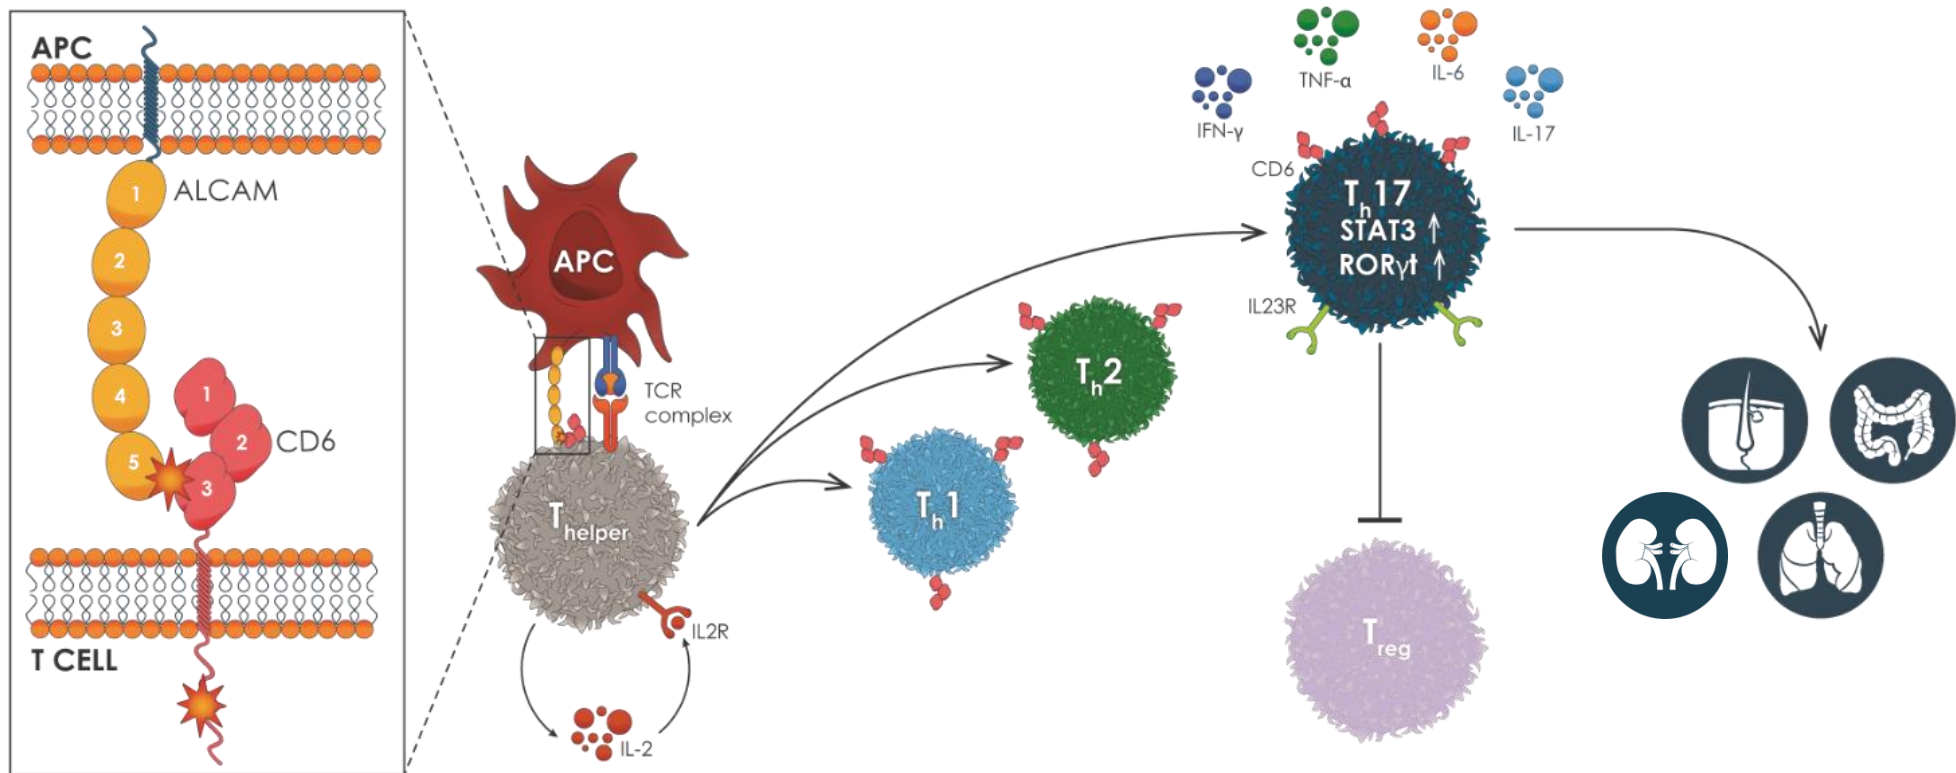 APC
1
ALCAM
2
3
4
5
1
2
CD6
3
T CELL
APC
TCR
complex
Thelper
IL2R
IL-2
Th1
Th2
IFN-γ
TNF-α
IL-6
IL-17
CD6
Th17
STAT3 ↑
RORγt ↑
IL23R
Treg